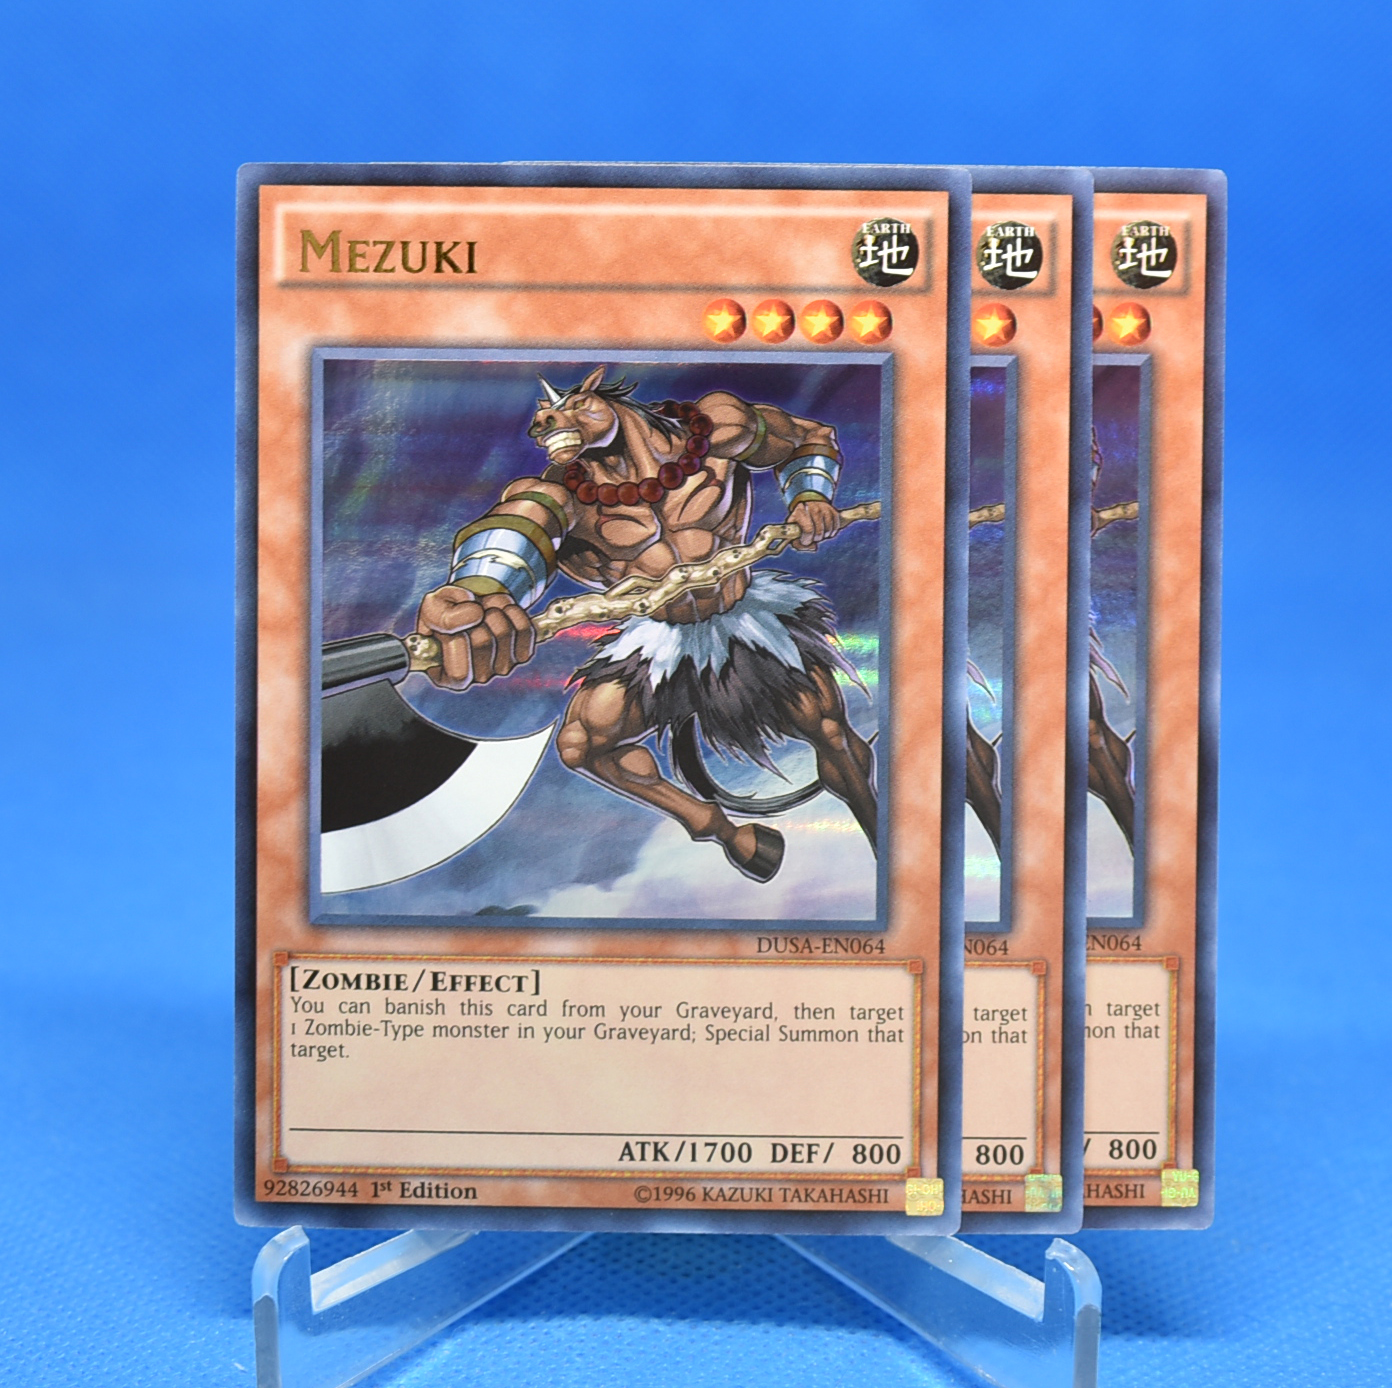 MEZUKI
EARTH
地
EARTH
地
EARTH
地
DUSA-EN064
N064
EN064
[ZOMBIE/EFFECT]
You can banish this card from your Graveyard, then target
1 Zombie-Type monster in your Graveyard; Special Summon that
target.
target
on that
target
mon that
ATK/1700 DEF/ 800
800
/ 800
92826944 1st Edition
©1996 KAZUKI TAKAHASHI
HASHI
HASHI